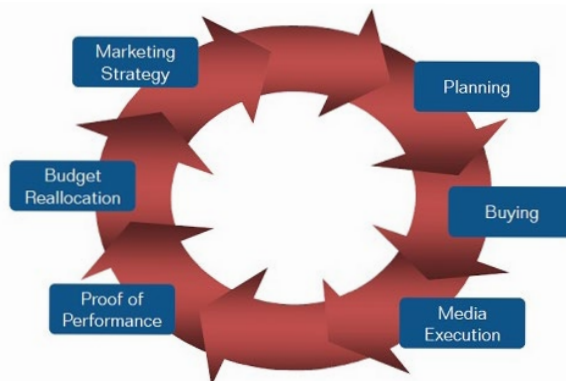 Marketing
Strategy
Planning
Buying
Media
Execution
Proof of
Performance
Budget
Reallocation